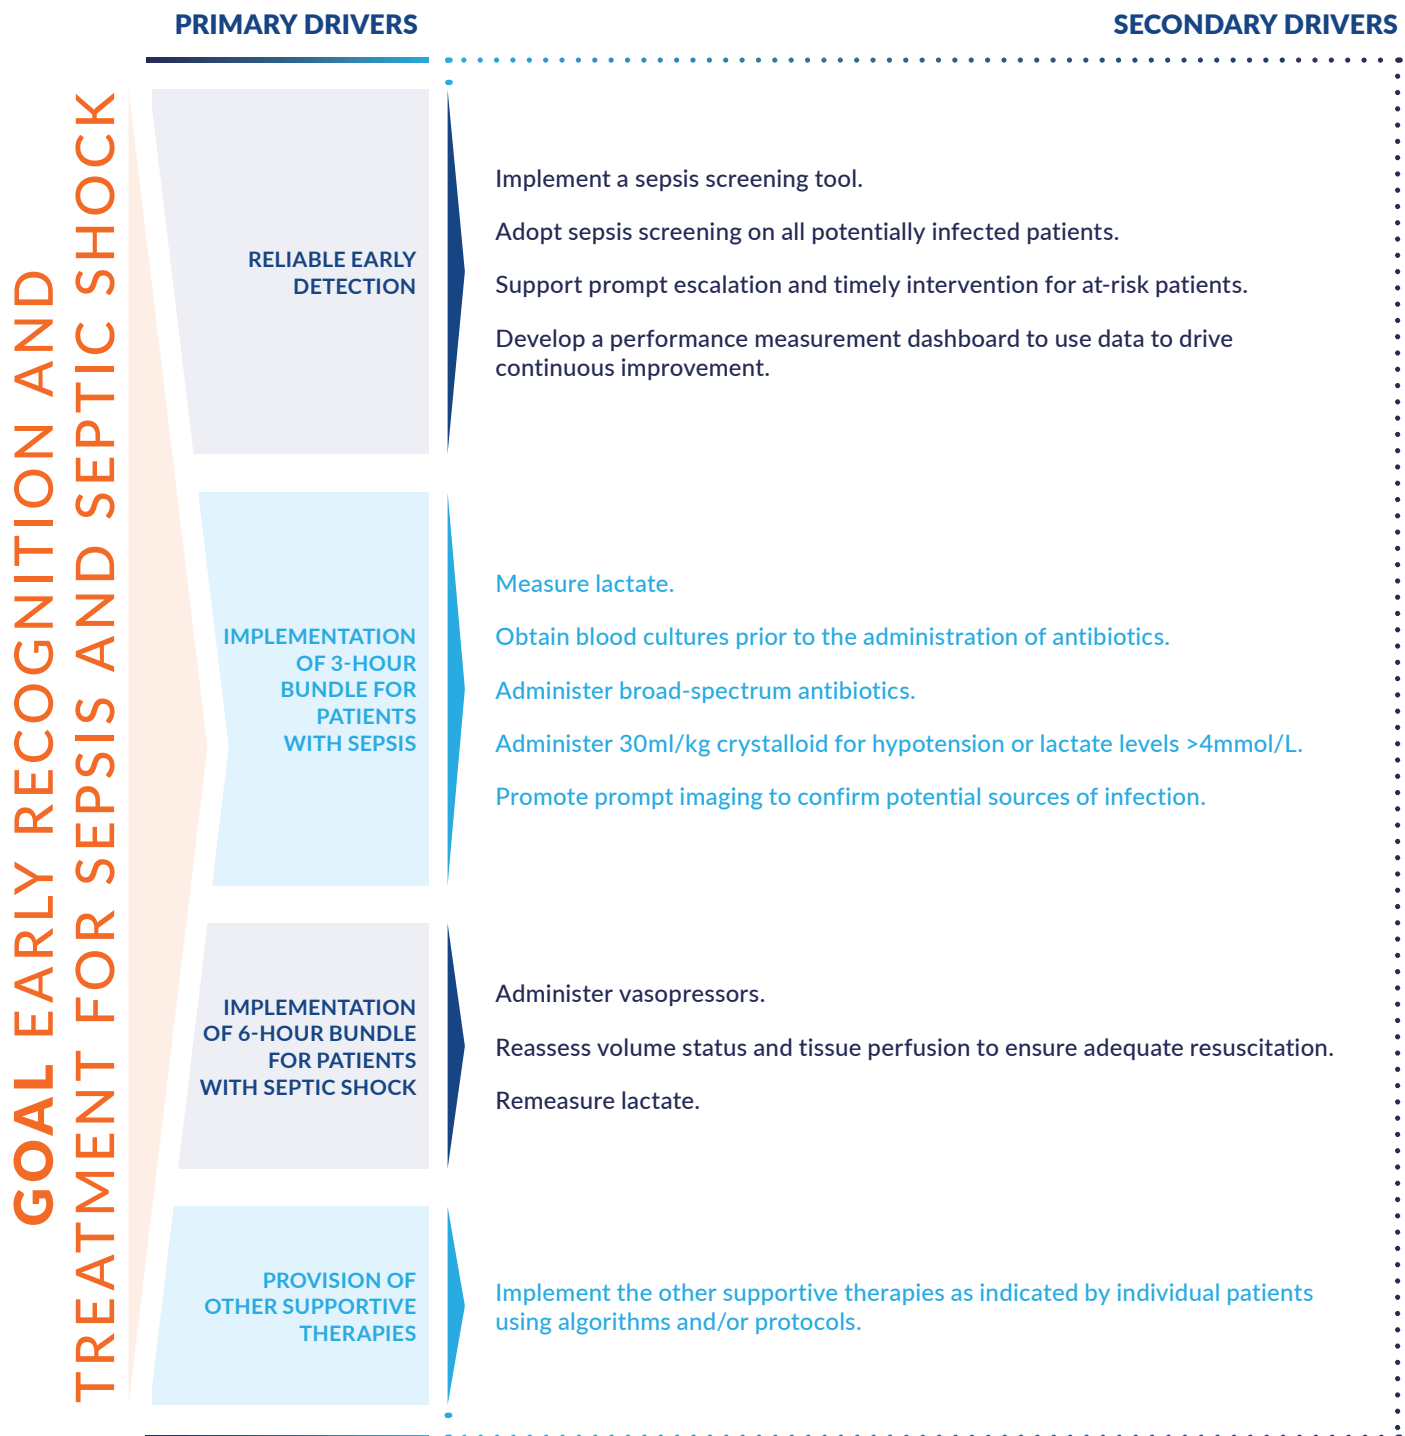 PRIMARY DRIVERS
SECONDARY DRIVERS
GOAL EARLY RECOGNITION AND
TREATMENT FOR SEPSIS AND SEPTIC SHOCK
RELIABLE EARLY
DETECTION
Implement a sepsis screening tool.
Adopt sepsis screening on all potentially infected patients.
Support prompt escalation and timely intervention for at-risk patients.
Develop a performance measurement dashboard to use data to drive
continuous improvement.
IMPLEMENTATION
OF 3-HOUR
BUNDLE FOR
PATIENTS
WITH SEPSIS
Measure lactate.
Obtain blood cultures prior to the administration of antibiotics.
Administer broad-spectrum antibiotics.
Administer 30ml/kg crystalloid for hypotension or lactate levels >4mmol/L.
Promote prompt imaging to confirm potential sources of infection.
IMPLEMENTATION
OF 6-HOUR BUNDLE
FOR PATIENTS
WITH SEPTIC SHOCK
Administer vasopressors.
Reassess volume status and tissue perfusion to ensure adequate resuscitation.
Remeasure lactate.
PROVISION OF
OTHER SUPPORTIVE
THERAPIES
Implement the other supportive therapies as indicated by individual patients
using algorithms and/or protocols.